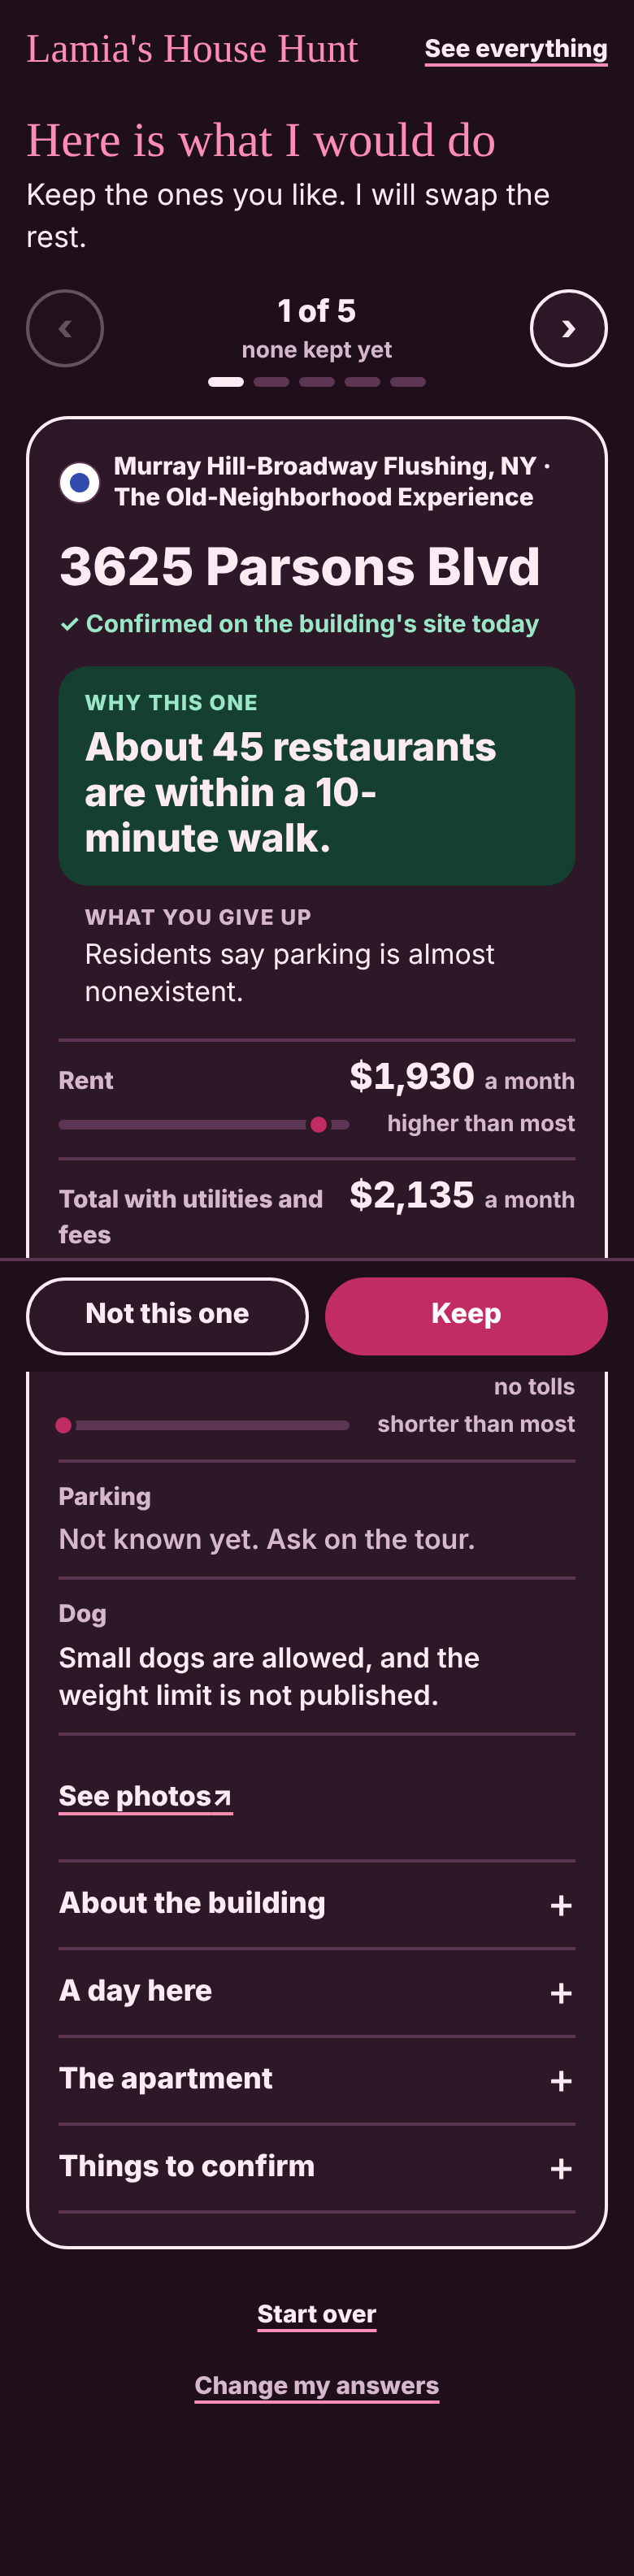 Lamia's House Hunt
See everything
Here is what I would do
Keep the ones you like. I will swap the
rest.
‹
1 of 5
›
none kept yet
Murray Hill-Broadway Flushing, NY ·
The Old-Neighborhood Experience
3625 Parsons Blvd
✓ Confirmed on the building's site today
WHY THIS ONE
About 45 restaurants
are within a 10-
minute walk.
WHAT YOU GIVE UP
Residents say parking is almost
nonexistent.
Rent
$1,930 a month
higher than most
Total with utilities and
fees
$2,135 a month
Not this one
Keep
no tolls
shorter than most
Parking
Not known yet. Ask on the tour.
Dog
Small dogs are allowed, and the
weight limit is not published.
See photos↗
About the building +
A day here +
The apartment +
Things to confirm +
Start over
Change my answers